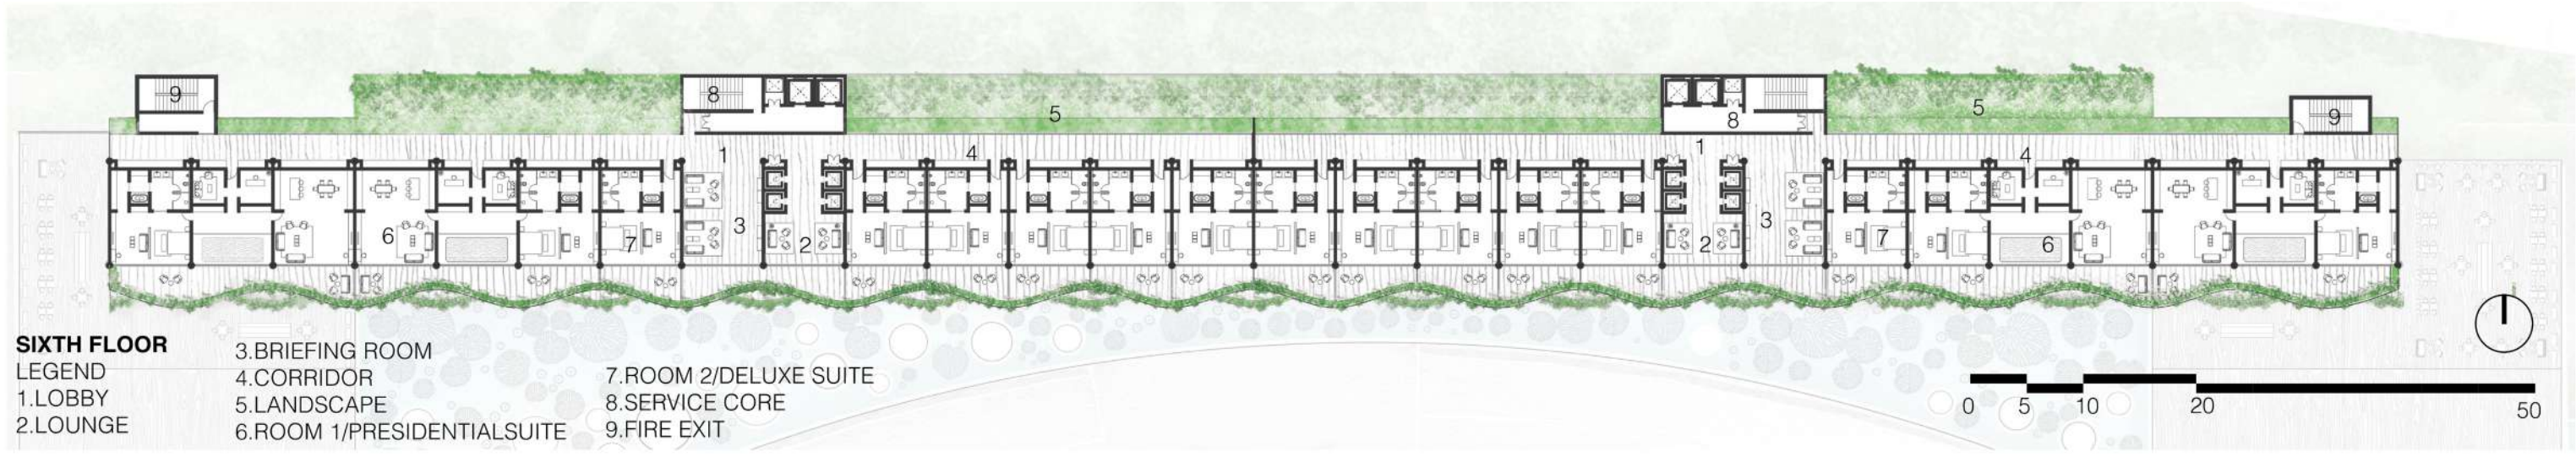 9
8
5
8
5
9
1
4
1
4
3
2
6
7
2
3
7
6
SIXTH FLOOR
LEGEND
1.LOBBY
2.LOUNGE
3.BRIEFING ROOM
4.CORRIDOR
5.LANDSCAPE
6.ROOM 1/PRESIDENTIALSUITE
7.ROOM 2/DELUXE SUITE
8.SERVICE CORE
9.FIRE EXIT
0 5 10 20 50